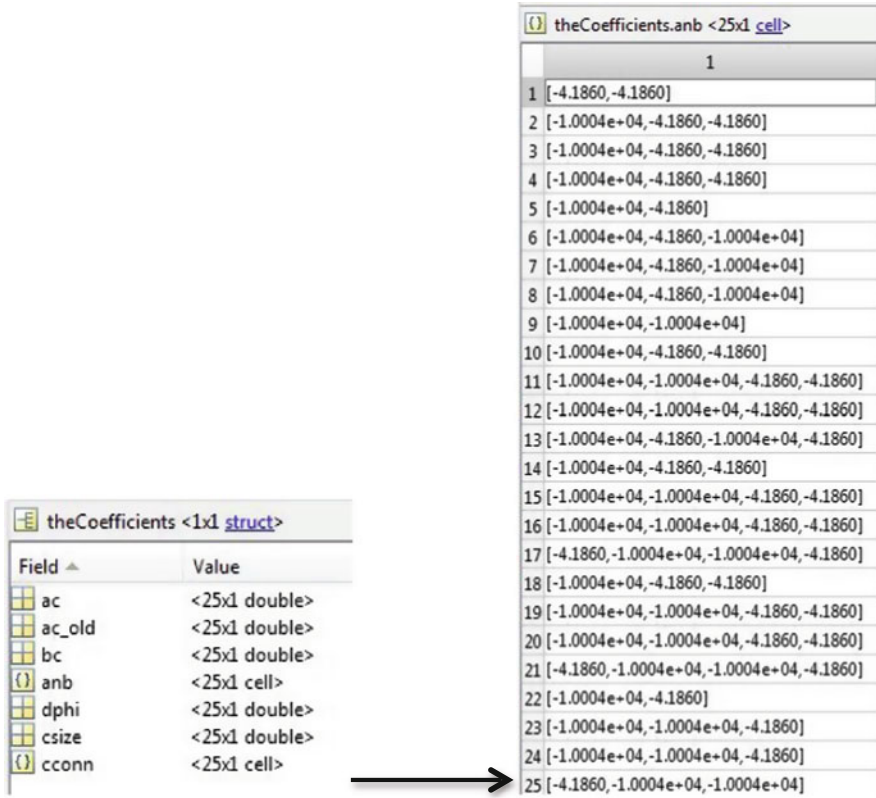 theCoefficients <1x1 struct>
Field Value
ac <25x1 double>
ac_old <25x1 double>
bc <25x1 double>
anb <25x1 cell>
dphi <25x1 double>
csize <25x1 double>
cconn <25x1 cell>
theCoefficients.anb <25x1 cell>
1
1 [-4.1860,-4.1860]
2 [-1.0004e+04,-4.1860,-4.1860]
3 [-1.0004e+04,-4.1860,-4.1860]
4 [-1.0004e+04,-4.1860,-4.1860]
5 [-1.0004e+04,-4.1860]
6 [-1.0004e+04,-4.1860,-1.0004e+04]
7 [-1.0004e+04,-4.1860,-1.0004e+04]
8 [-1.0004e+04,-4.1860,-1.0004e+04]
9 [-1.0004e+04,-1.0004e+04]
10 [-1.0004e+04,-4.1860,-4.1860]
11 [-1.0004e+04,-1.0004e+04,-4.1860,-4.1860]
12 [-1.0004e+04,-1.0004e+04,-4.1860,-4.1860]
13 [-1.0004e+04,-4.1860,-1.0004e+04,-4.1860]
14 [-1.0004e+04,-4.1860,-4.1860]
15 [-1.0004e+04,-1.0004e+04,-4.1860,-4.1860]
16 [-1.0004e+04,-1.0004e+04,-4.1860,-4.1860]
17 [-4.1860,-1.0004e+04,-1.0004e+04,-4.1860]
18 [-1.0004e+04,-4.1860,-4.1860]
19 [-1.0004e+04,-1.0004e+04,-4.1860,-4.1860]
20 [-1.0004e+04,-1.0004e+04,-4.1860,-4.1860]
21 [-4.1860,-1.0004e+04,-1.0004e+04,-4.1860]
22 [-1.0004e+04,-4.1860]
23 [-1.0004e+04,-1.0004e+04,-4.1860]
24 [-1.0004e+04,-1.0004e+04,-4.1860]
25 [-4.1860,-1.0004e+04,-1.0004e+04]